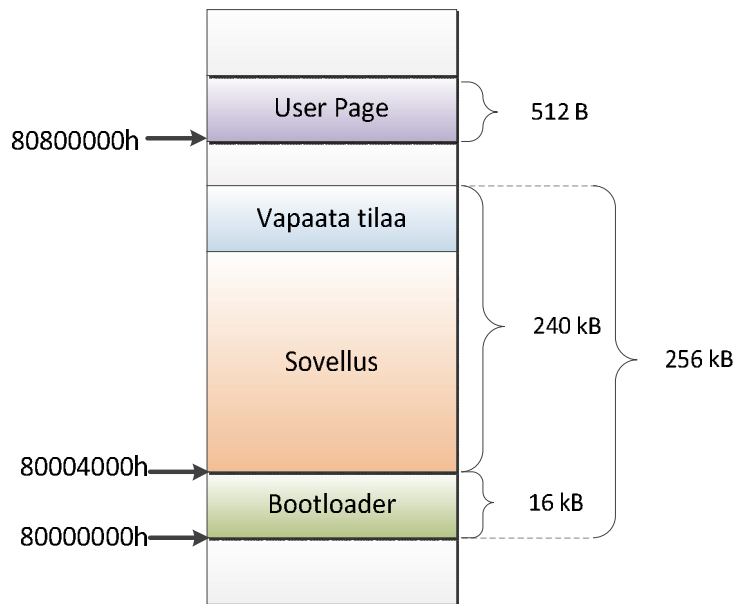 User Page
512 B
80800000h
Vapaata tilaa
240 kB
256 kB
Sovellus
80004000h
Bootloader
16 kB
80000000h